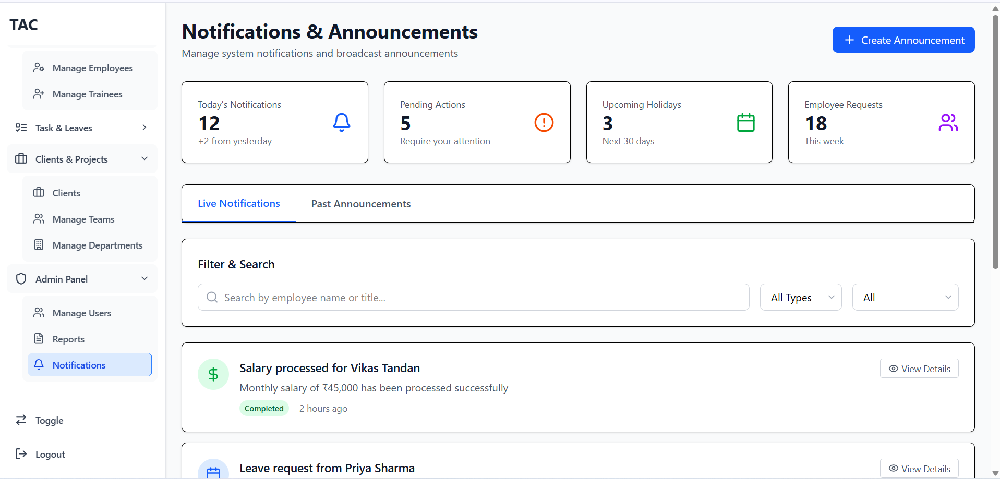 TAC
Manage Employees
Manage Trainees
Task & Leaves
Clients & Projects
Clients
Manage Teams
Manage Departments
Admin Panel
Manage Users
Reports
Notifications
Toggle
Logout
Notifications & Announcements
Manage system notifications and broadcast announcements
Create Announcement
Today's Notifications
12
+2 from yesterday
Pending Actions
5
Require your attention
Upcoming Holidays
3
Next 30 days
Employee Requests
18
This week
Live Notifications
Past Announcements
Filter & Search
Search by employee name or title...
All Types
All
Salary processed for Vikas Tandan
Monthly salary of ₹45,000 has been processed successfully
Completed
2 hours ago
View Details
Leave request from Priya Sharma
View Details